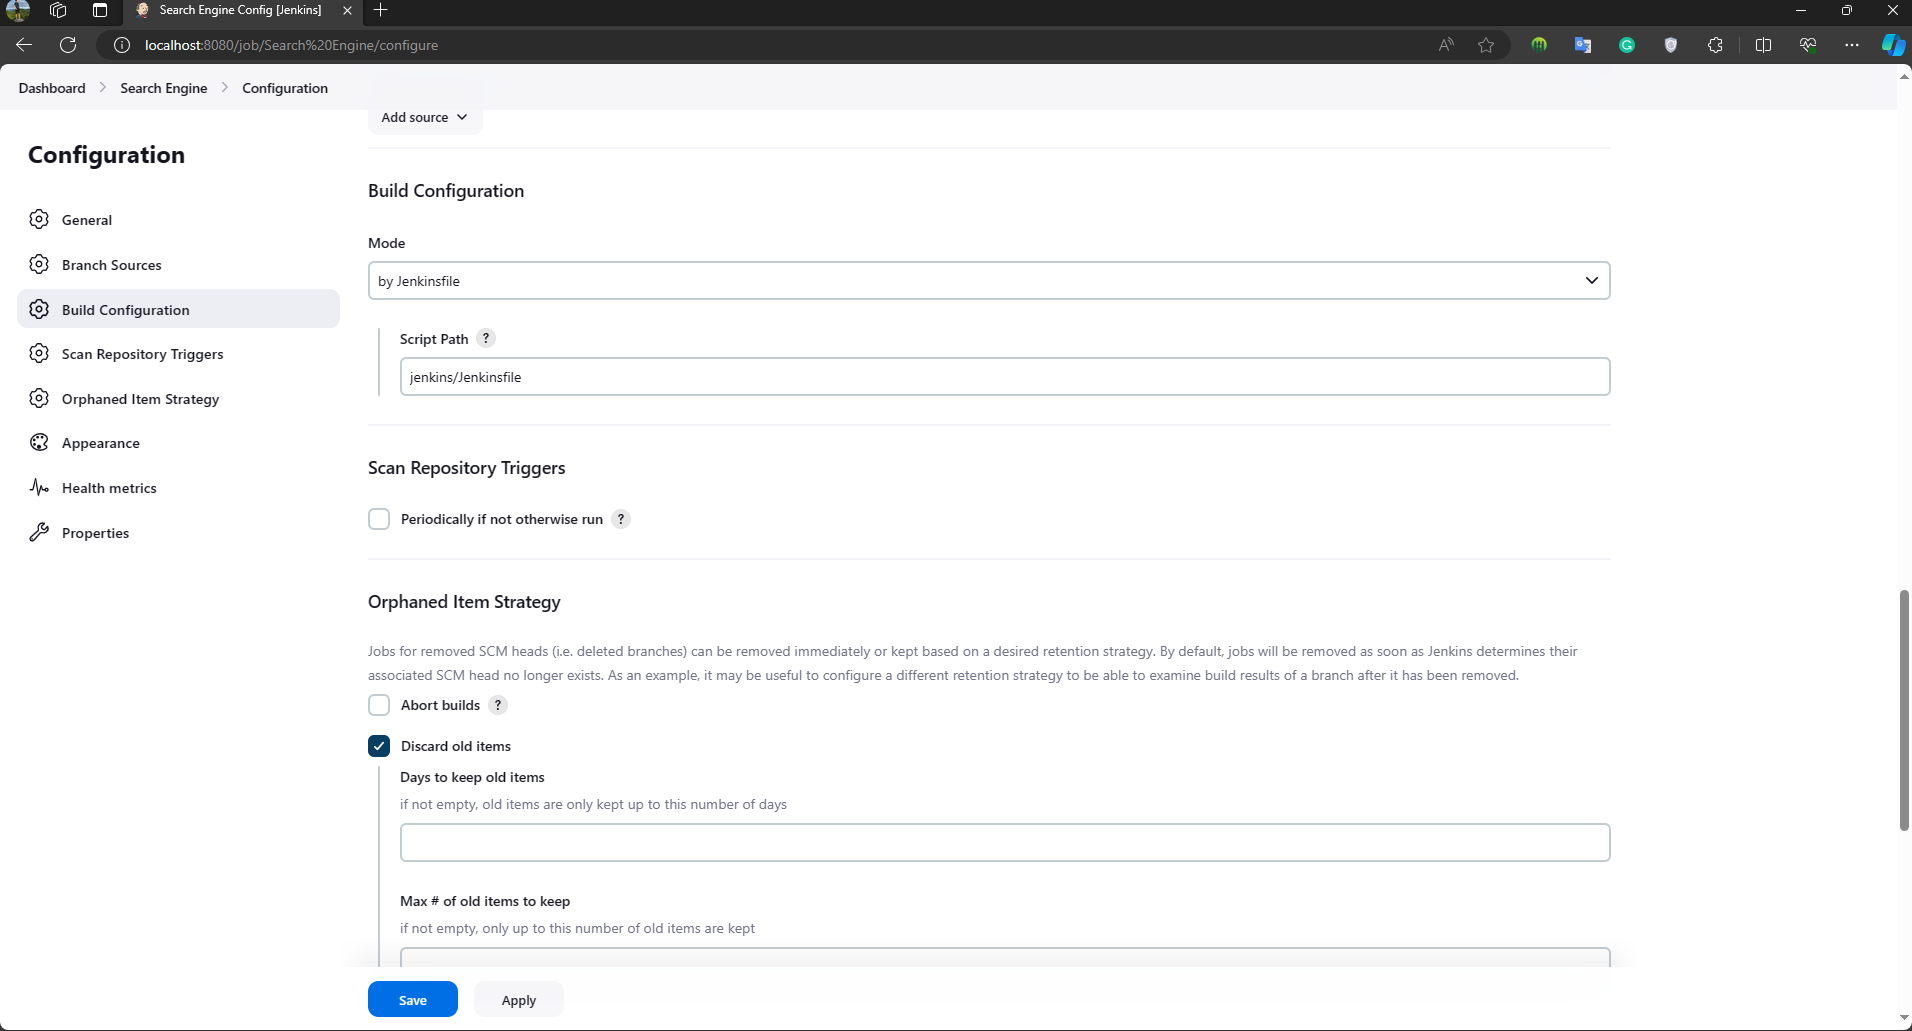 Search Engine Config [Jenkins]
localhost:8080/job/Search%20Engine/configure
Dashboard
Search Engine
Configuration
Configuration
General
Branch Sources
Build Configuration
Scan Repository Triggers
Orphaned Item Strategy
Appearance
Health metrics
Properties
Add source
Build Configuration
Mode
by Jenkinsfile
Script Path ?
jenkins/Jenkinsfile
Scan Repository Triggers
Periodically if not otherwise run ?
Orphaned Item Strategy
Jobs for removed SCM heads (i.e. deleted branches) can be removed immediately or kept based on a desired retention strategy. By default, jobs will be removed as soon as Jenkins determines their
associated SCM head no longer exists. As an example, it may be useful to configure a different retention strategy to be able to examine build results of a branch after it has been removed.
Abort builds ?
Discard old items
Days to keep old items
if not empty, old items are only kept up to this number of days
Max # of old items to keep
if not empty, only up to this number of old items are kept
Save
Apply